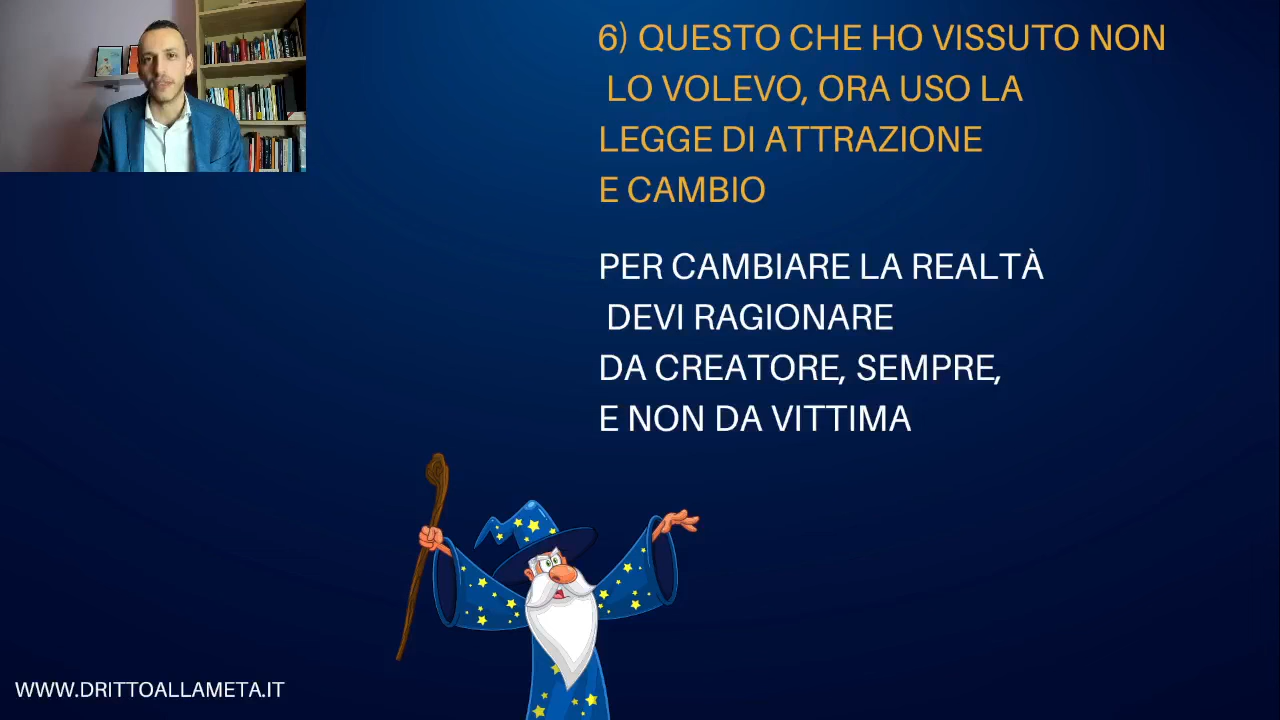 6) QUESTO CHE HO VISSUTO NON
LO VOLEVO, ORA USO LA
LEGGE DI ATTRAZIONE
E CAMBIO
PER CAMBIARE LA REALTÀ
DEVI RAGIONARE
DA CREATORE, SEMPRE,
E NON DA VITTIMA
WWW.DRITTOALLAMETA.IT